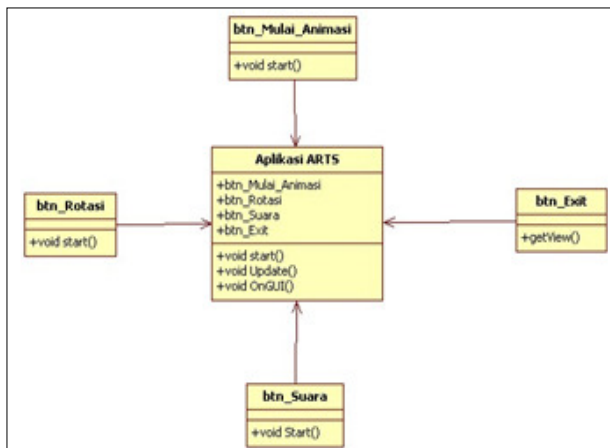 btn_Mulai_Animasi
+void start()
Aplikasi ARTS
+btn_Mulai_Animasi
+btn_Rotasi
+btn_Suara
+btn_Exit
+void start()
+void Update()
+void OnGUI()
btn_Rotasi
+void start()
btn_Exit
+getView()
btn_Suara
+void Start()